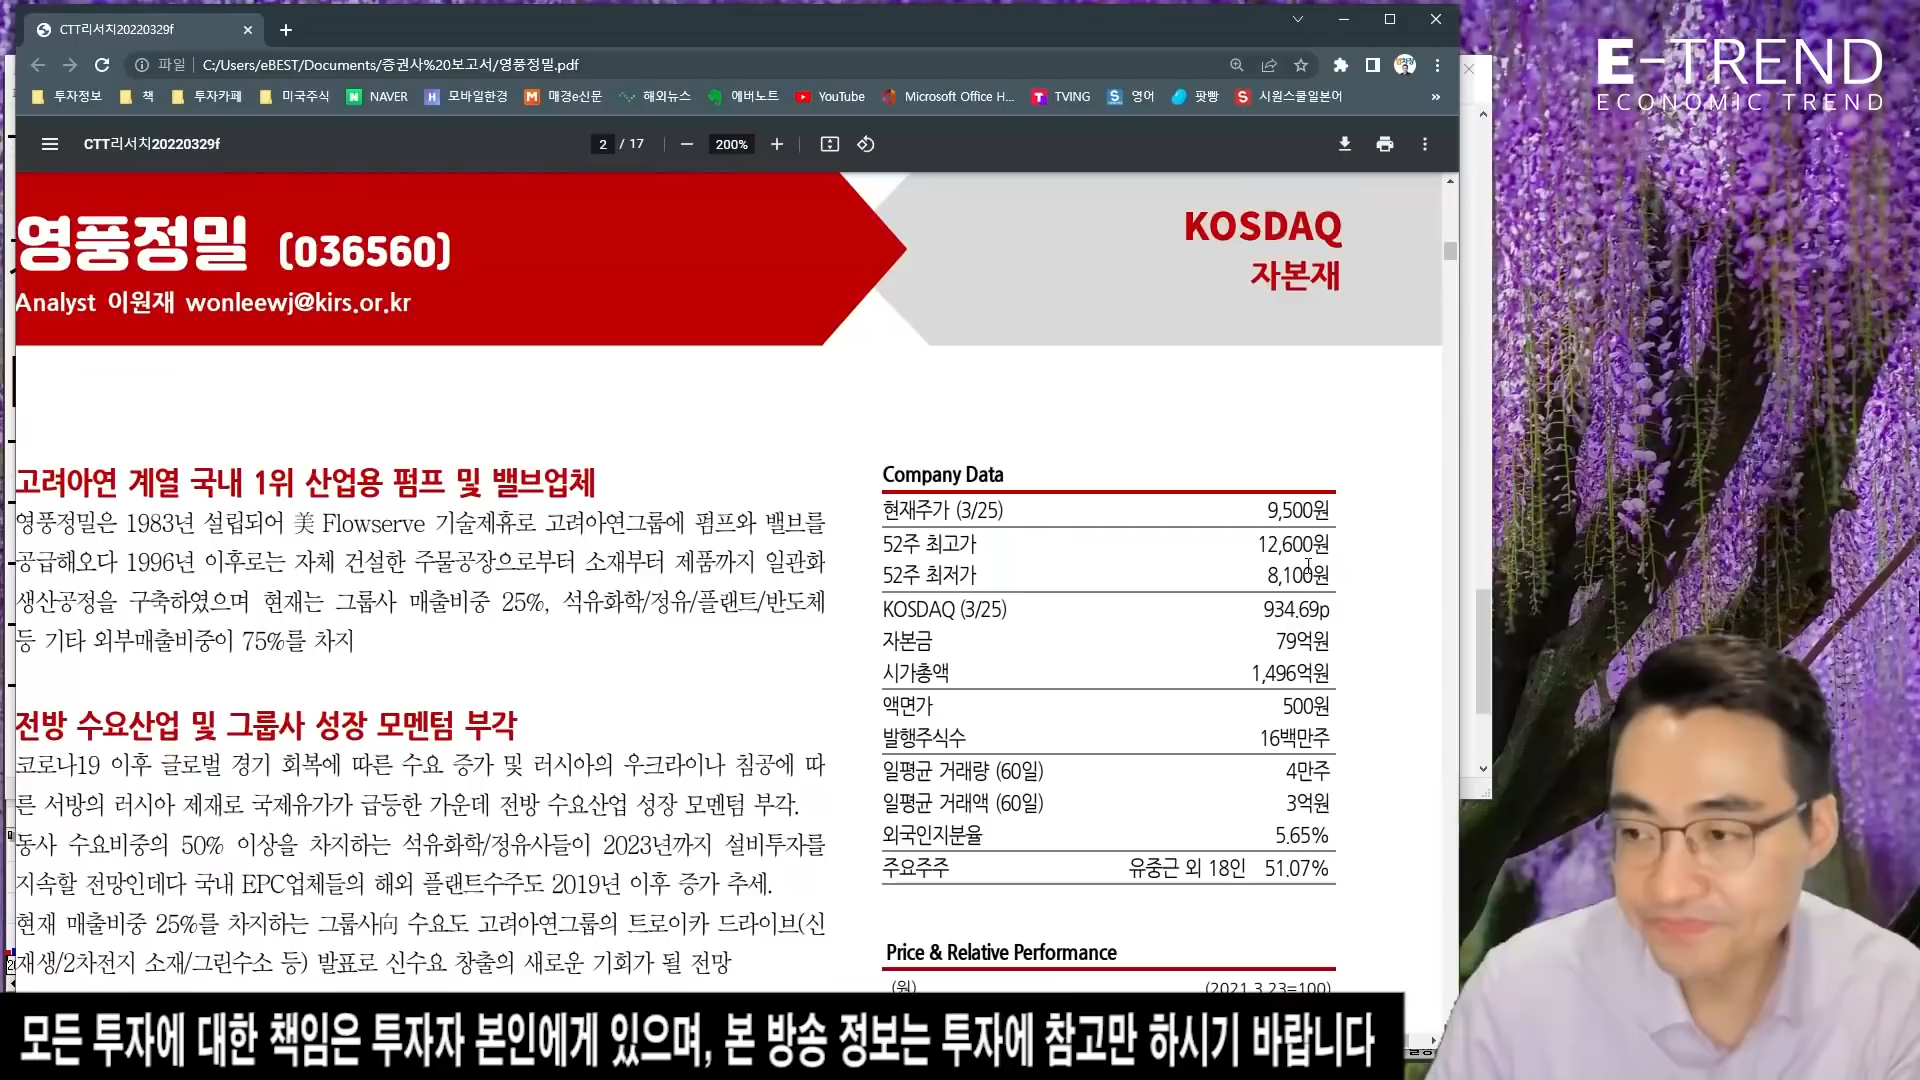 CTT리서치20220329f
파일 C:/Users/eBEST/Documents/증권사%20보고서/영풍정밀.pdf
투자정보 책 투자카페 미국주식 NAVER 모바일한경 매경e신문 해외뉴스 에버노트 YouTube Microsoft Office H... TVING 영어 팟빵 시원스쿨일본어 »
CTT리서치20220329f 2 / 17 200%
E-TREND
ECONOMIC TREND
영풍정밀 (036560)
Analyst 이원재 wonleewj@kirs.or.kr
KOSDAQ
자본재
고려아연 계열 국내 1위 산업용 펌프 및 밸브업체
영풍정밀은 1983년 설립되어 美 Flowserve 기술제휴로 고려아연그룹에 펌프와 밸브를
공급해오다 1996년 이후로는 자체 건설한 주물공장으로부터 소재부터 제품까지 일관화
생산공정을 구축하였으며 현재는 그룹사 매출비중 25%, 석유화학/정유/플랜트/반도체
등 기타 외부매출비중이 75%를 차지
전방 수요산업 및 그룹사 성장 모멘텀 부각
코로나19 이후 글로벌 경기 회복에 따른 수요 증가 및 러시아의 우크라이나 침공에 따
른 서방의 러시아 제재로 국제유가가 급등한 가운데 전방 수요산업 성장 모멘텀 부각.
동사 수요비중의 50% 이상을 차지하는 석유화학/정유사들이 2023년까지 설비투자를
지속할 전망인데다 국내 EPC업체들의 해외 플랜트수주도 2019년 이후 증가 추세.
현재 매출비중 25%를 차지하는 그룹사向 수요도 고려아연그룹의 트로이카 드라이브(신
재생/2차전지 소재/그린수소 등) 발표로 신수요 창출의 새로운 기회가 될 전망
Company Data
현재주가 (3/25) 9,500원
52주 최고가 12,600원
52주 최저가 8,100원
KOSDAQ (3/25) 934.69p
자본금 79억원
시가총액 1,496억원
액면가 500원
발행주식수 16백만주
일평균 거래량 (60일) 4만주
일평균 거래액 (60일) 3억원
외국인지분율 5.65%
주요주주 유중근 외 18인 51.07%
Price & Relative Performance
(원) (2021.3.23=100)
모든 투자에 대한 책임은 투자자 본인에게 있으며, 본 방송 정보는 투자에 참고만 하시기 바랍니다